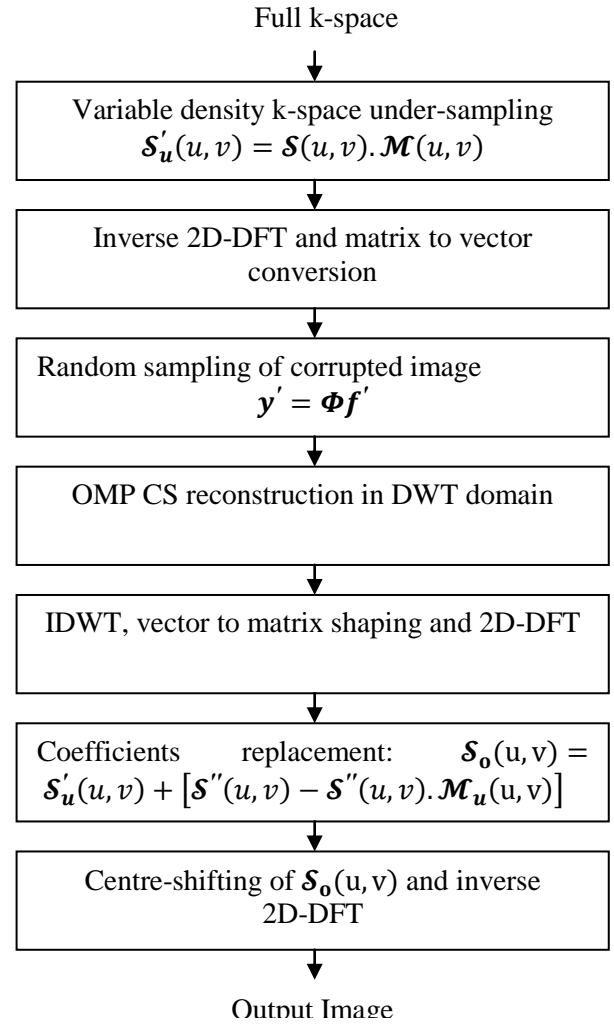 Full k-space
Variable density k-space under-sampling
𝓢′ᵤ(u, v) = 𝓢(u, v). 𝓜(u, v)
Inverse 2D-DFT and matrix to vector
conversion
Random sampling of corrupted image
y′ = Φf′
OMP CS reconstruction in DWT domain
IDWT, vector to matrix shaping and 2D-DFT
Coefficients replacement: 𝓢ₒ(u, v) =
𝓢′ᵤ(u, v) + [𝓢′′(u, v) − 𝓢′′(u, v). 𝓜ᵤ(u, v)]
Centre-shifting of 𝓢ₒ(u, v) and inverse
2D-DFT
Output Image